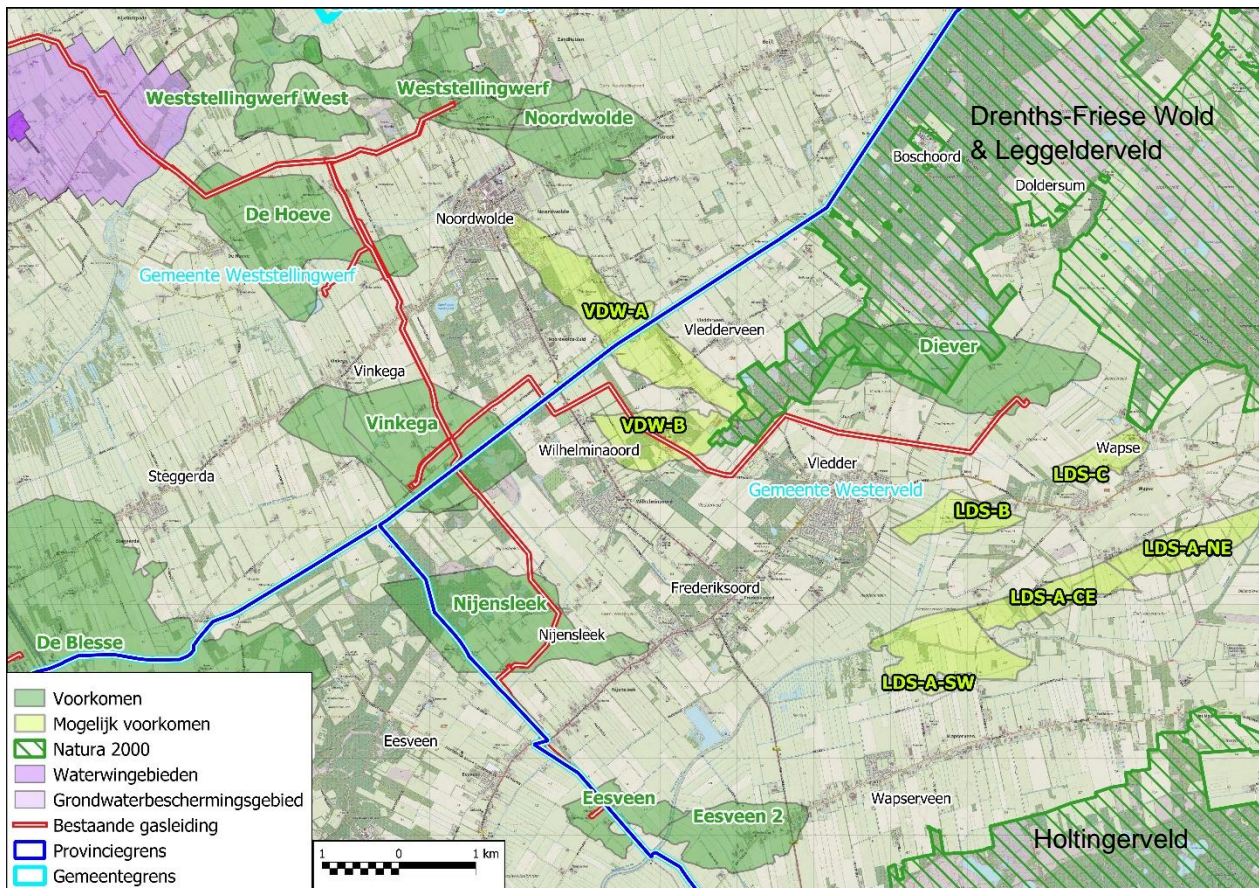 Weststellingwerf West
Weststellingwerf
Noordwolde
Drenths-Friese Wold
& Leggelderveld
Boschoord
Doldersum
De Hoeve
Noordwolde
Gemeente Weststellingwerf
VDW-A
Vledderveen
Diever
Vinkega
Vinkega
VDW-B
Wilhelminaoord
Wapse
Steggerda
Vledder
LDS-C
Gemeente Westerveld
LDS-B
LDS-A-NE
Frederiksoord
LDS-A-CE
Nijensleek
Nijensleek
De Blesse
LDS-A-SW
Eesveen
Eesveen
Eesveen 2
Wapserveen
Holtingerveld
Voorkomen
Mogelijk voorkomen
Natura 2000
Waterwingebieden
Grondwaterbeschermingsgebied
Bestaande gasleiding
Provinciegrens
Gemeentegrens
1 0 1 km